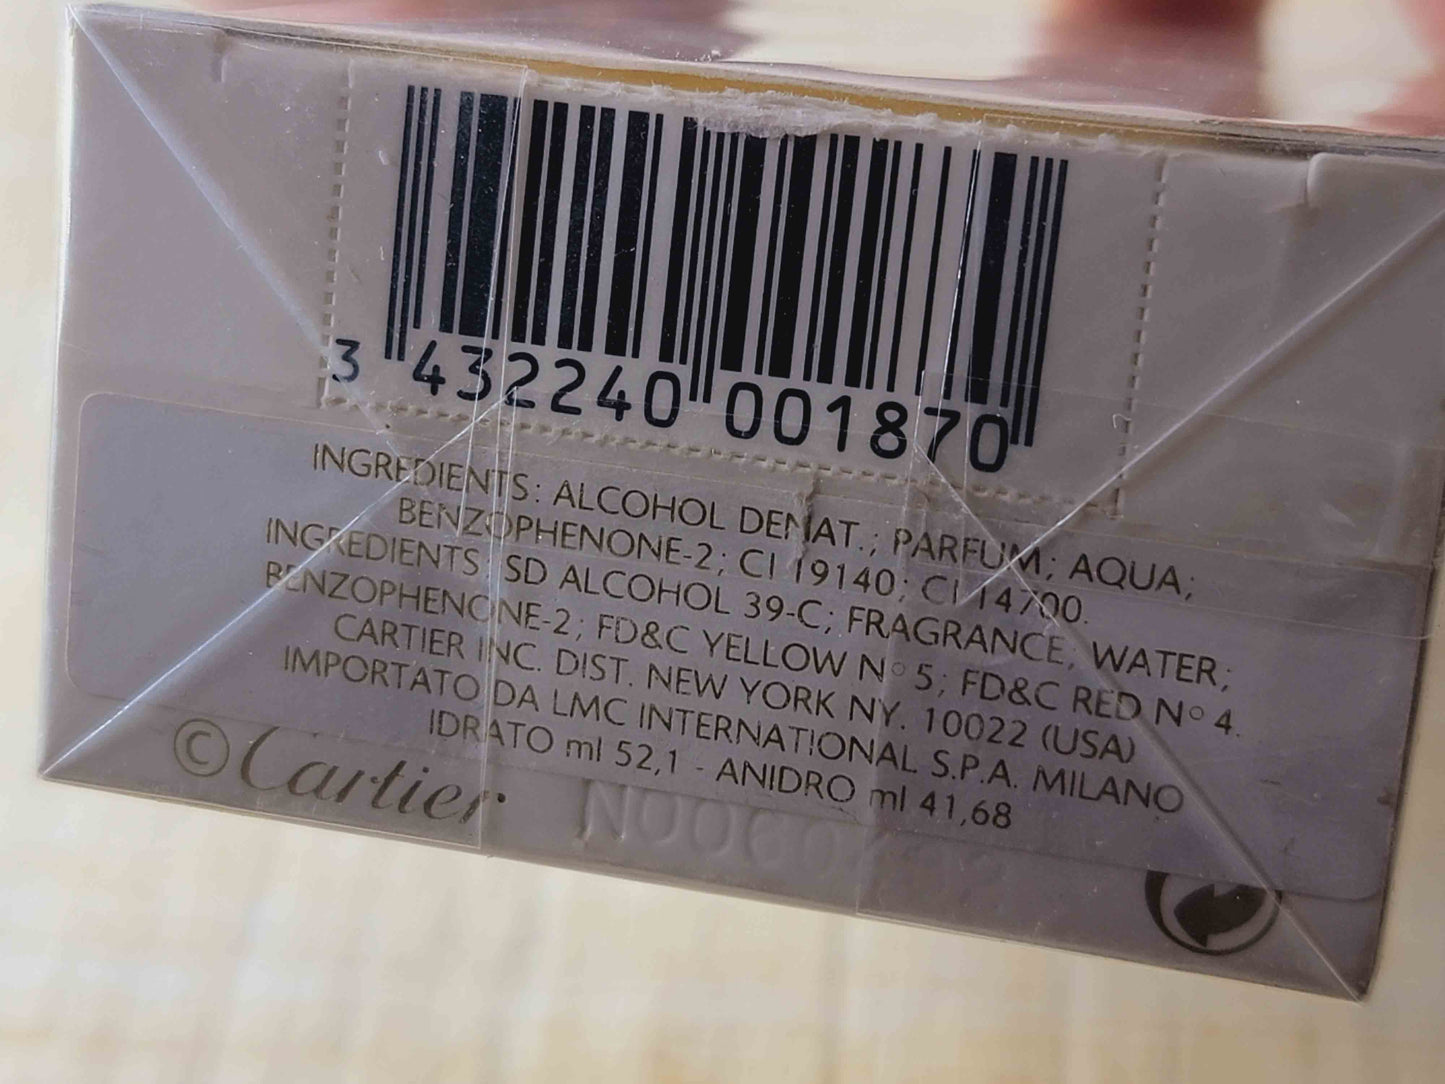 3 432240 001870
INGREDIENTS: ALCOHOL DENAT.; PARFUM; AQUA;
BENZOPHENONE-2; CI 19140; CI 14700.
INGREDIENTS: SD ALCOHOL 39-C; FRAGRANCE, WATER;
BENZOPHENONE-2; FD&C YELLOW N° 5; FD&C RED N° 4.
CARTIER INC. DIST. NEW YORK NY. 10022 (USA)
IMPORTATO DA LMC INTERNATIONAL S.P.A. MILANO
IDRATO ml 52,1 - ANIDRO ml 41,68
© Cartier